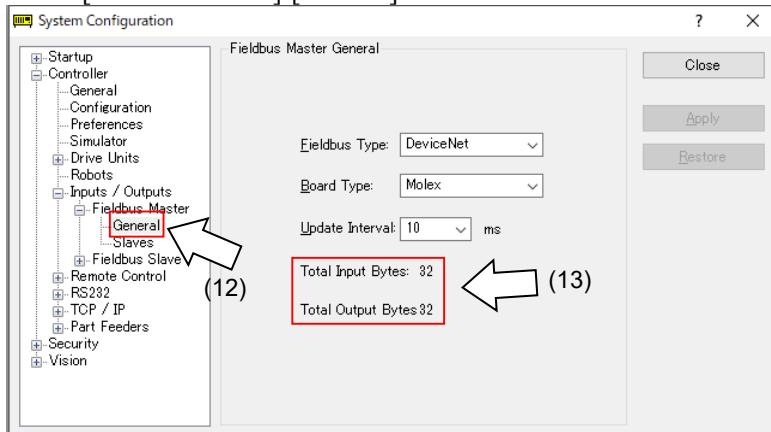 System Configuration
? ×
Startup
Controller
General
Configuration
Preferences
Simulator
Drive Units
Robots
Inputs / Outputs
Fieldbus Master
General
Slaves
Fieldbus Slave
Remote Control
RS232
TCP / IP
Part Feeders
Security
Vision
(12)
Fieldbus Master General
Fieldbus Type: DeviceNet
Board Type: Molex
Update Interval: 10 ms
Total Input Bytes: 32
Total Output Bytes 32
(13)
Close
Apply
Restore